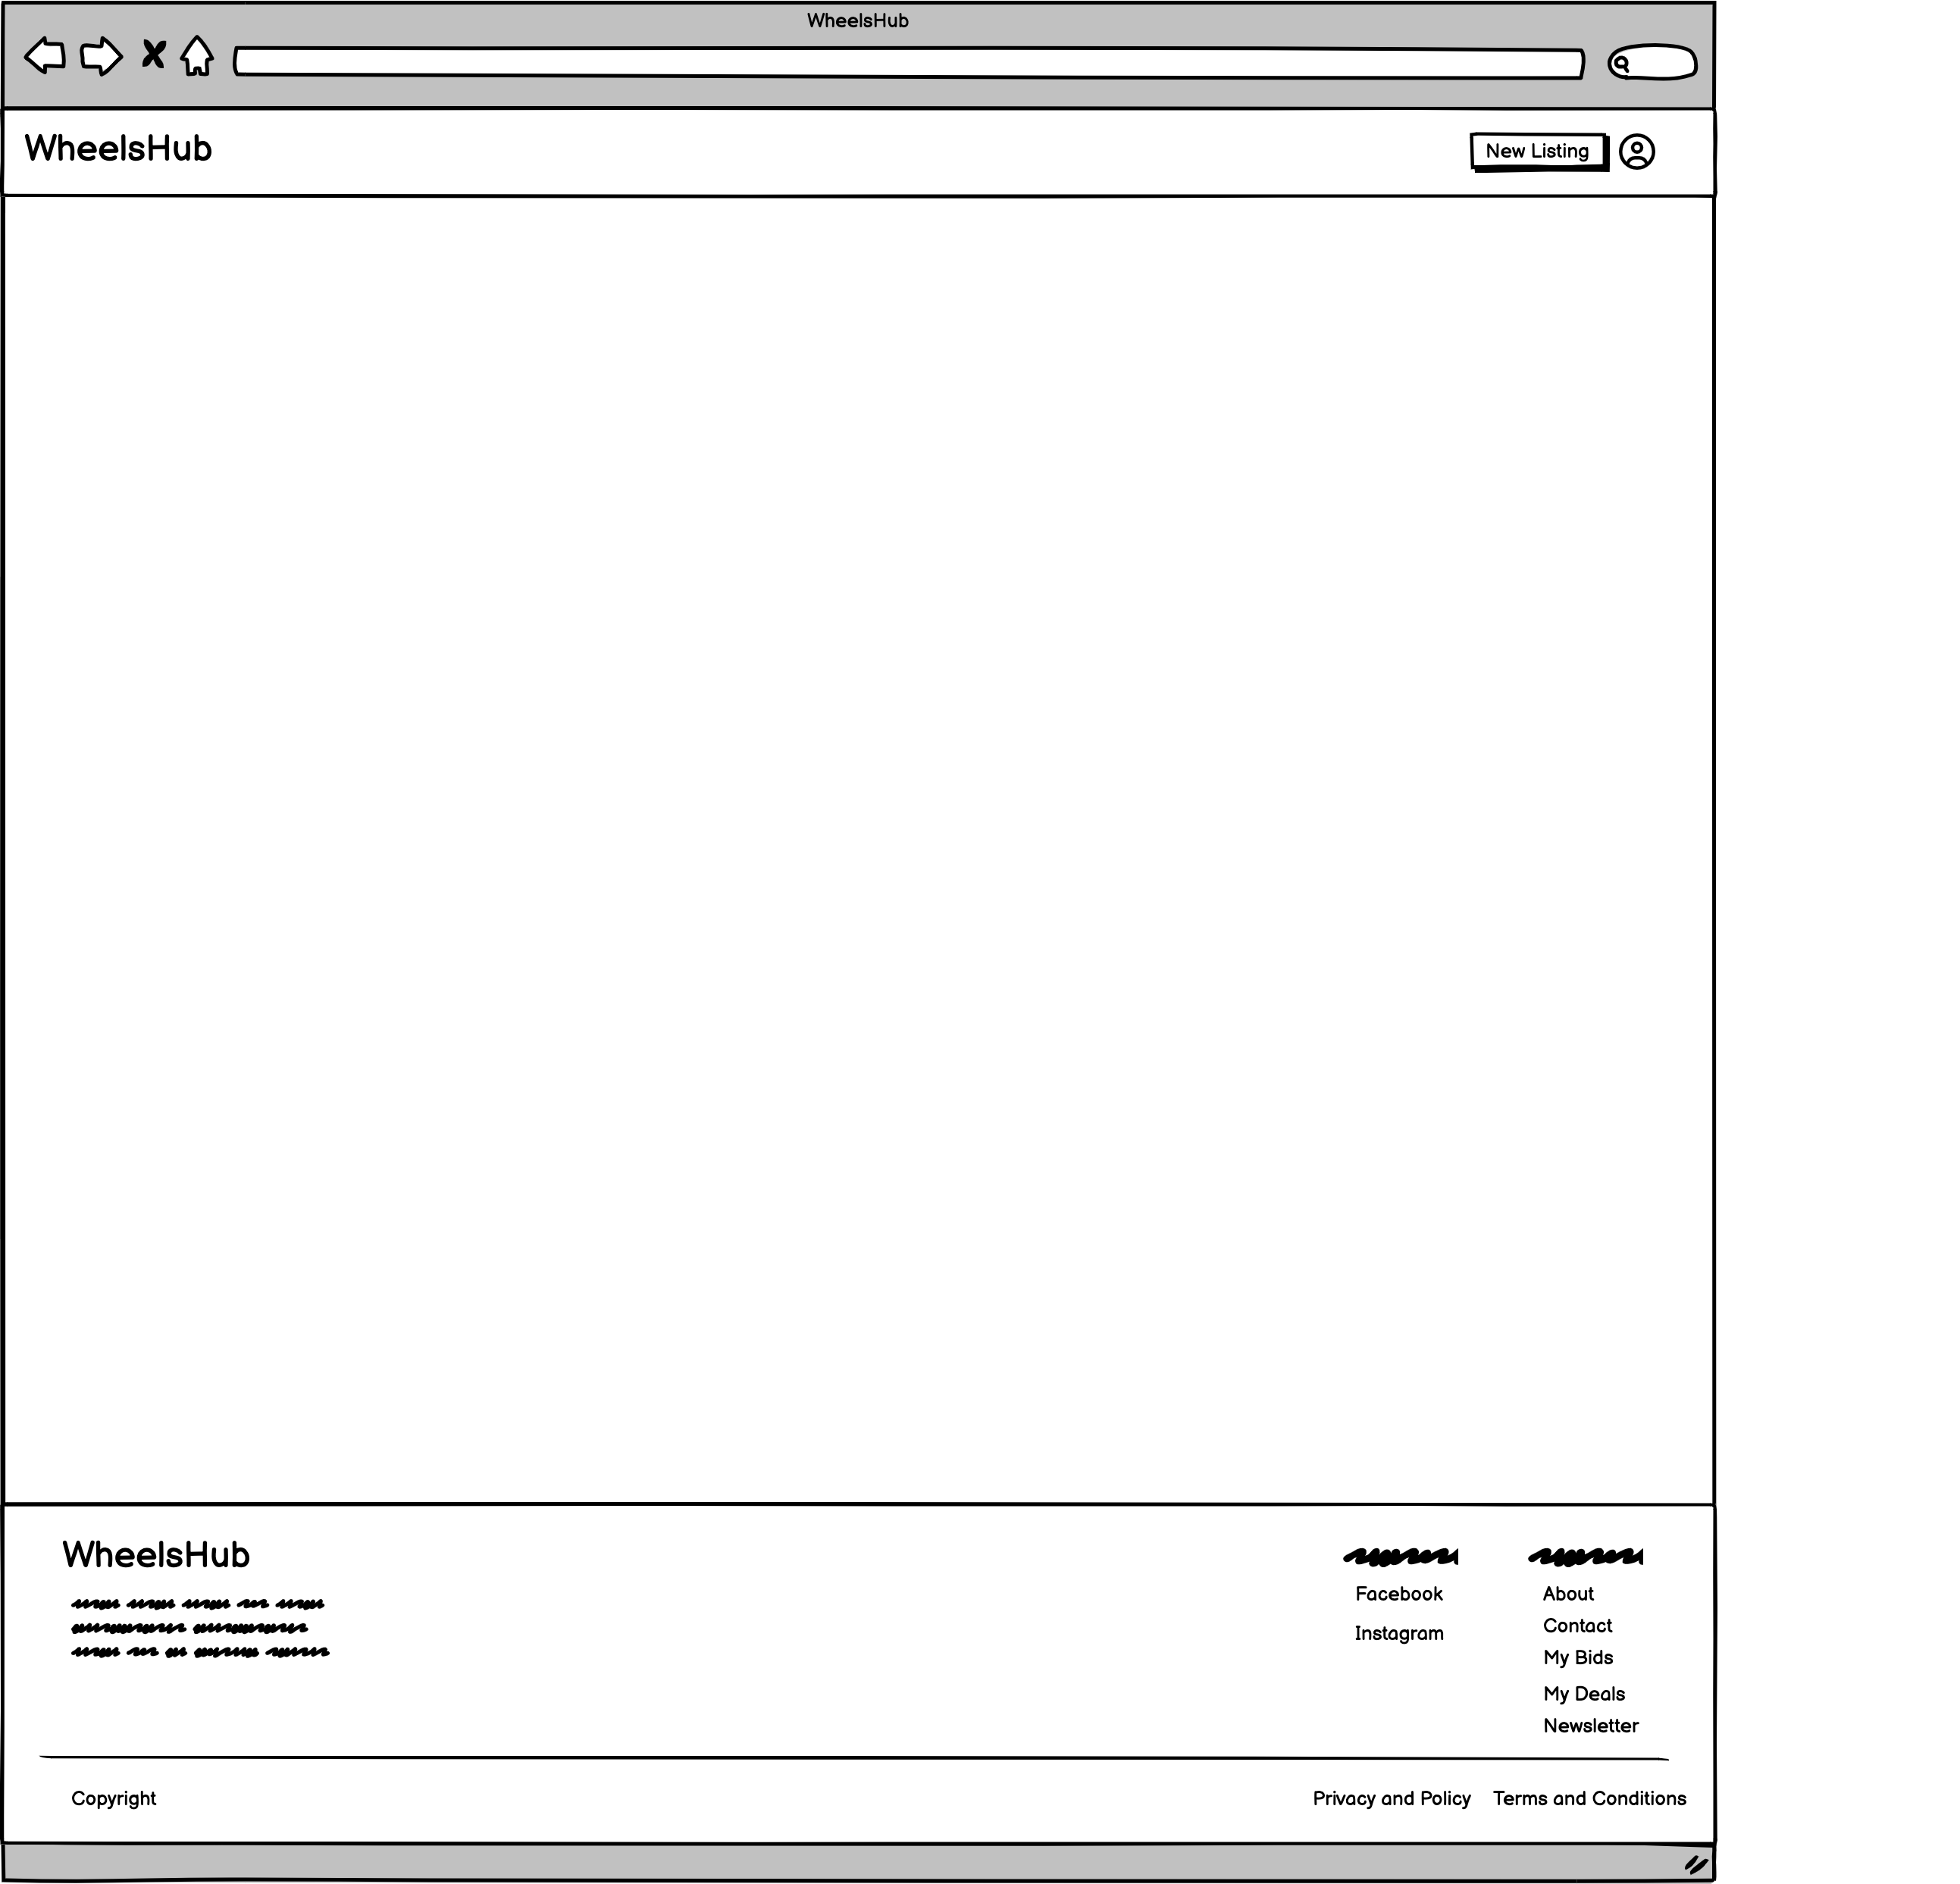 WheelsHub
WheelsHub
New Listing
WheelsHub
Facebook
Instagram
About
Contact
My Bids
My Deals
Newsletter
Copyright
Privacy and Policy
Terms and Conditions